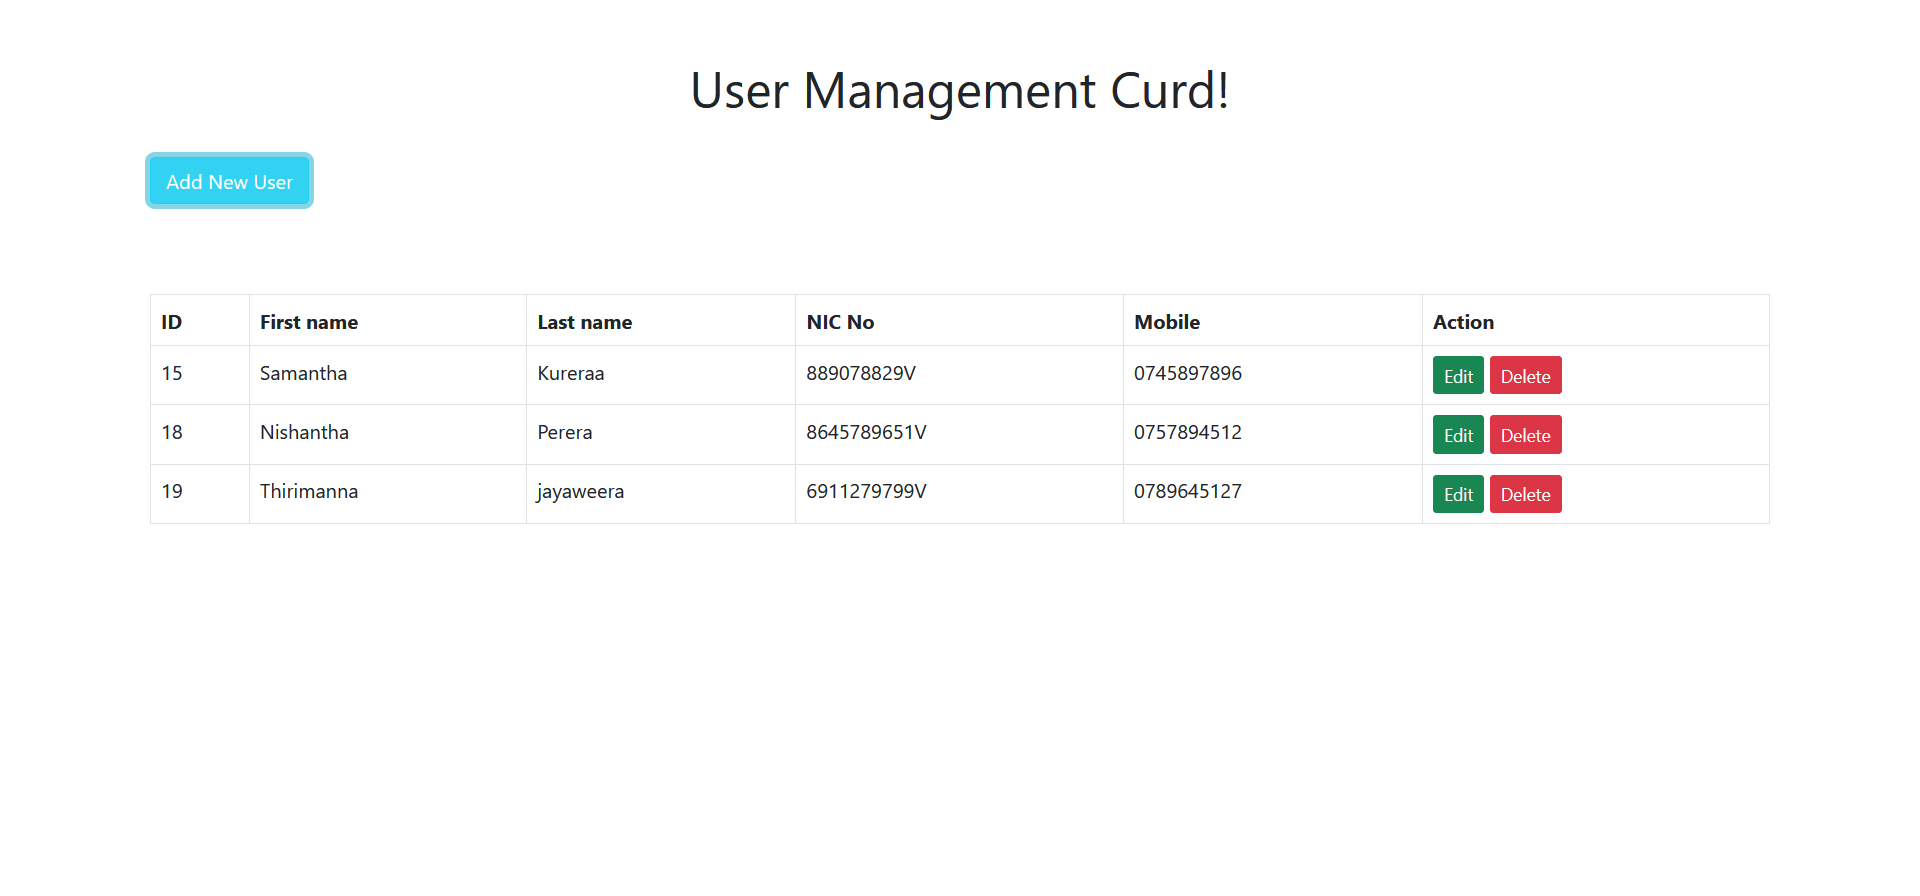 User Management Curd!
Add New User
ID First name Last name NIC No Mobile Action
15 Samantha Kureraa 889078829V 0745897896 Edit Delete
18 Nishantha Perera 8645789651V 0757894512 Edit Delete
19 Thirimanna jayaweera 6911279799V 0789645127 Edit Delete